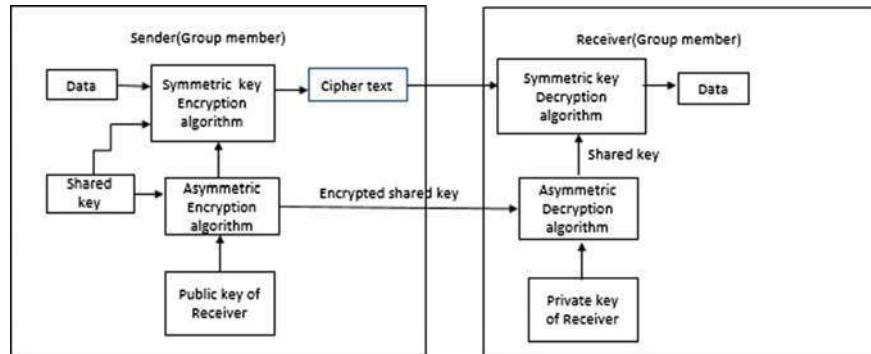 Sender(Group member)
Data
Symmetric key
Encryption
algorithm
Cipher text
Shared
key
Asymmetric
Encryption
algorithm
Public key of
Receiver
Encrypted shared key
Receiver(Group member)
Symmetric key
Decryption
algorithm
Data
Shared key
Asymmetric
Decryption
algorithm
Private key
of Receiver